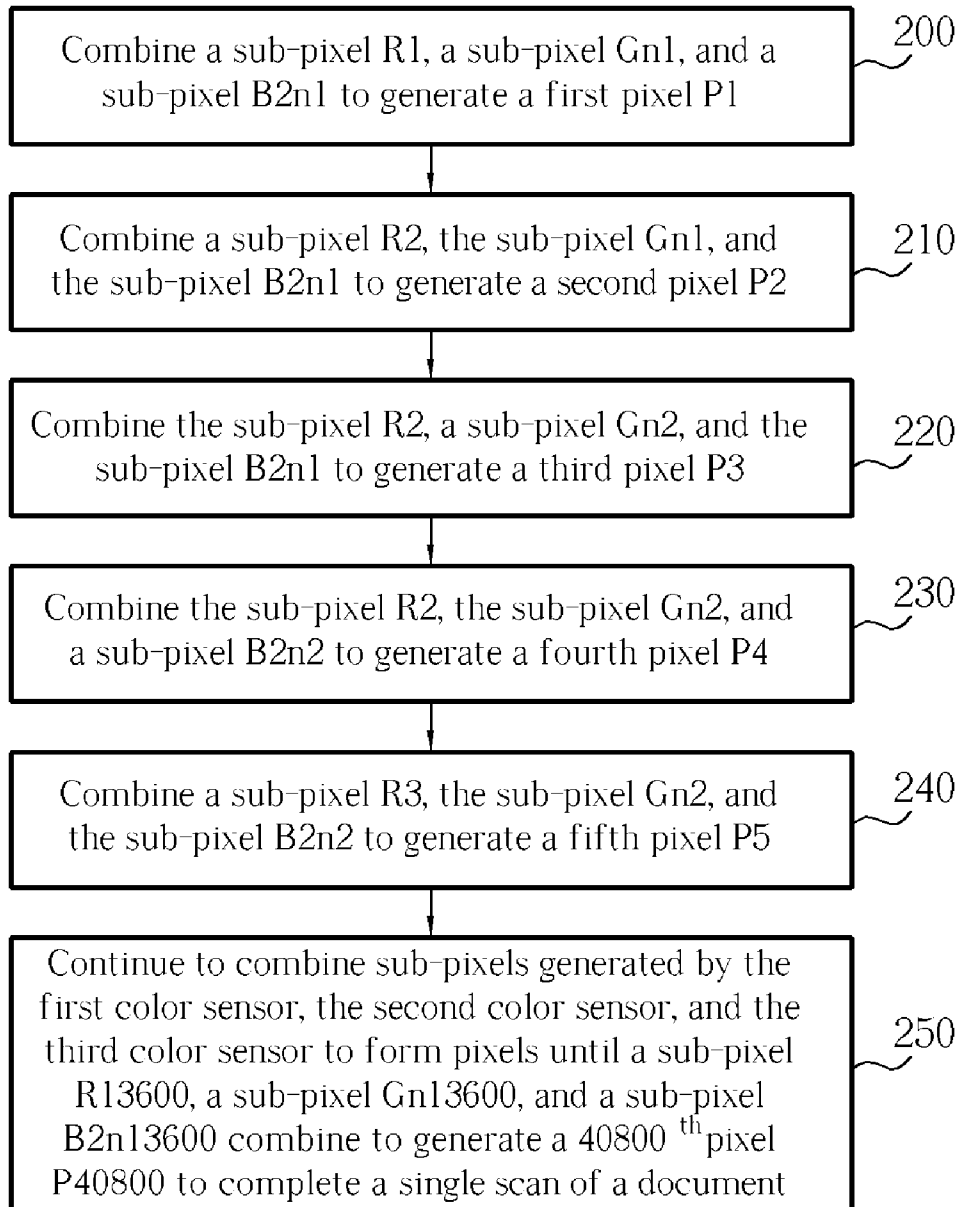 Combine a sub-pixel R1, a sub-pixel Gn1, and a
sub-pixel B2n1 to generate a first pixel P1
200
Combine a sub-pixel R2, the sub-pixel Gn1, and
the sub-pixel B2n1 to generate a second pixel P2
210
Combine the sub-pixel R2, a sub-pixel Gn2, and the
sub-pixel B2n1 to generate a third pixel P3
220
Combine the sub-pixel R2, the sub-pixel Gn2, and
a sub-pixel B2n2 to generate a fourth pixel P4
230
Combine a sub-pixel R3, the sub-pixel Gn2, and
the sub-pixel B2n2 to generate a fifth pixel P5
240
Continue to combine sub-pixels generated by the
first color sensor, the second color sensor, and the
third color sensor to form pixels until a sub-pixel
R13600, a sub-pixel Gn13600, and a sub-pixel
B2n13600 combine to generate a 40800 th pixel
P40800 to complete a single scan of a document
250